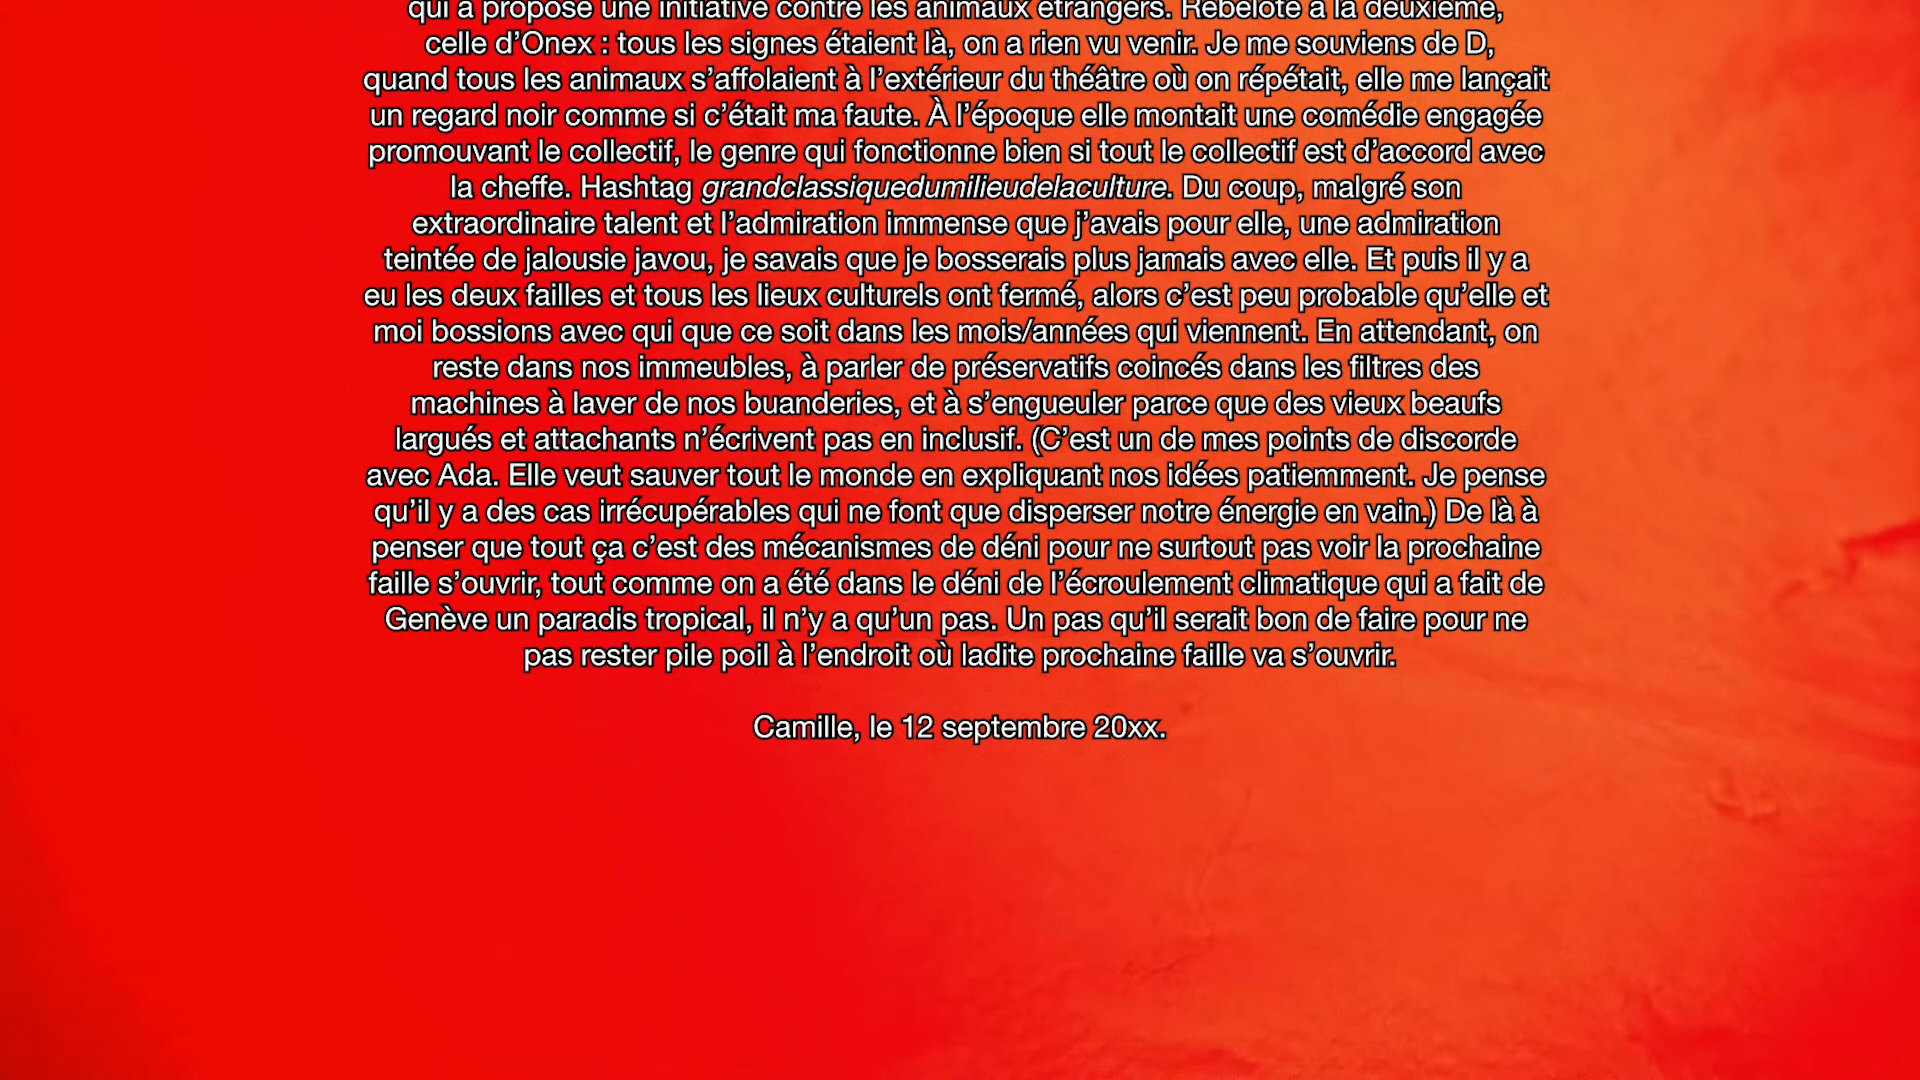 qui a proposé une initiative contre les animaux étrangers. Rebelote à la deuxième,
celle d’Onex : tous les signes étaient là, on a rien vu venir. Je me souviens de D,
quand tous les animaux s’affolaient à l’extérieur du théâtre où on répétait, elle me lançait
un regard noir comme si c’était ma faute. À l’époque elle montait une comédie engagée
promouvant le collectif, le genre qui fonctionne bien si tout le collectif est d’accord avec
la cheffe. Hashtag grandclassiquedumilieudelaculture. Du coup, malgré son
extraordinaire talent et l’admiration immense que j’avais pour elle, une admiration
teintée de jalousie javou, je savais que je bosserais plus jamais avec elle. Et puis il y a
eu les deux failles et tous les lieux culturels ont fermé, alors c’est peu probable qu’elle et
moi bossions avec qui que ce soit dans les mois/années qui viennent. En attendant, on
reste dans nos immeubles, à parler de préservatifs coincés dans les filtres des
machines à laver de nos buanderies, et à s’engueuler parce que des vieux beaufs
largués et attachants n’écrivent pas en inclusif. (C’est un de mes points de discorde
avec Ada. Elle veut sauver tout le monde en expliquant nos idées patiemment. Je pense
qu’il y a des cas irrécupérables qui ne font que disperser notre énergie en vain.) De là à
penser que tout ça c’est des mécanismes de déni pour ne surtout pas voir la prochaine
faille s’ouvrir, tout comme on a été dans le déni de l’écroulement climatique qui a fait de
Genève un paradis tropical, il n’y a qu’un pas. Un pas qu’il serait bon de faire pour ne
pas rester pile poil à l’endroit où ladite prochaine faille va s’ouvrir.
Camille, le 12 septembre 20xx.